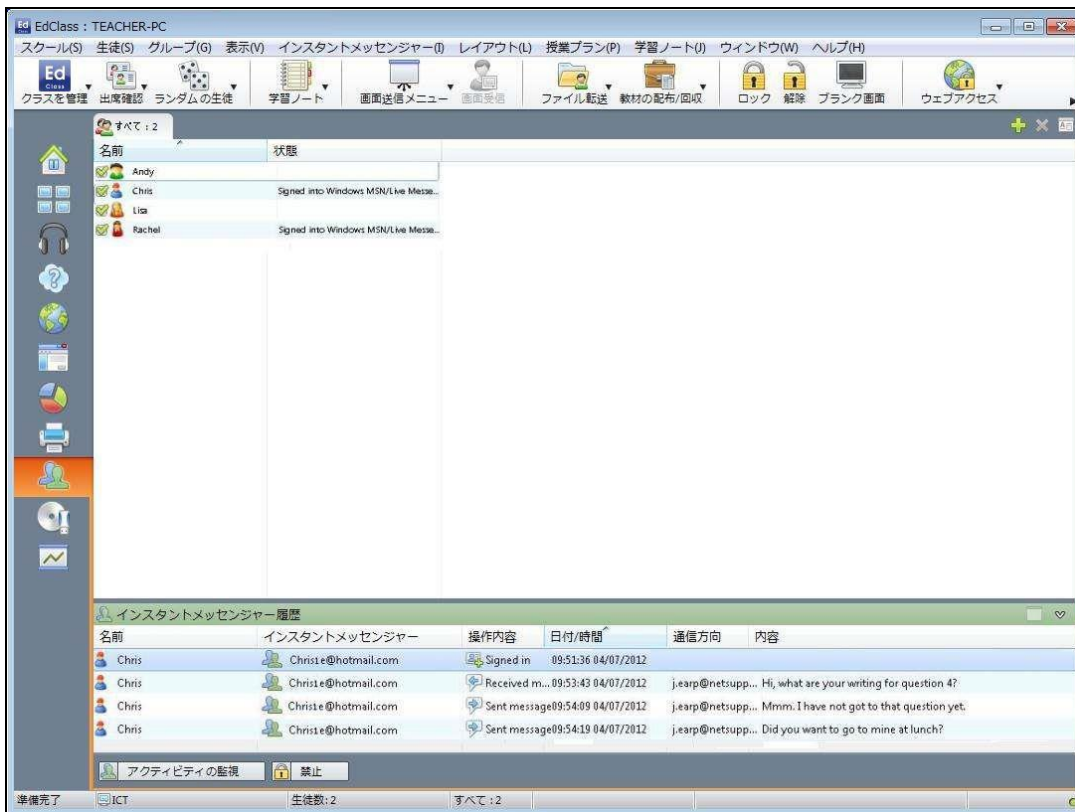 EdClass : TEACHER-PC
スクール(S) 生徒(S) グループ(G) 表示(V) インスタントメッセンジャー(I) レイアウト(L) 授業プラン(P) 学習ノート(J) ウィンドウ(W) ヘルプ(H)
Ed Class
クラスを管理 出席確認 ランダムの生徒 学習ノート 画面送信メニュー 画面受信 ファイル転送 教材の配布/回収 ロック 解除 ブランク画面 ウェブアクセス
すべて : 2
名前 状態
Andy
Chris Signed into Windows MSN/Live Messe...
Lisa
Rachel Signed into Windows MSN/Live Messe...
インスタントメッセンジャー履歴
名前 インスタントメッセンジャー 操作内容 日付/時間 通信方向 内容
Chris Chris1e@hotmail.com Signed in 09:51:36 04/07/2012
Chris Chris1e@hotmail.com Received m... 09:53:43 04/07/2012 j.earp@netsupp... Hi, what are your writing for question 4?
Chris Chris1e@hotmail.com Sent message 09:54:09 04/07/2012 j.earp@netsupp... Mmm. I have not got to that question yet.
Chris Chris1e@hotmail.com Sent message 09:54:19 04/07/2012 j.earp@netsupp... Did you want to go to mine at lunch?
アクティビティの監視 禁止
準備完了 ICT 生徒数: 2 すべて : 2